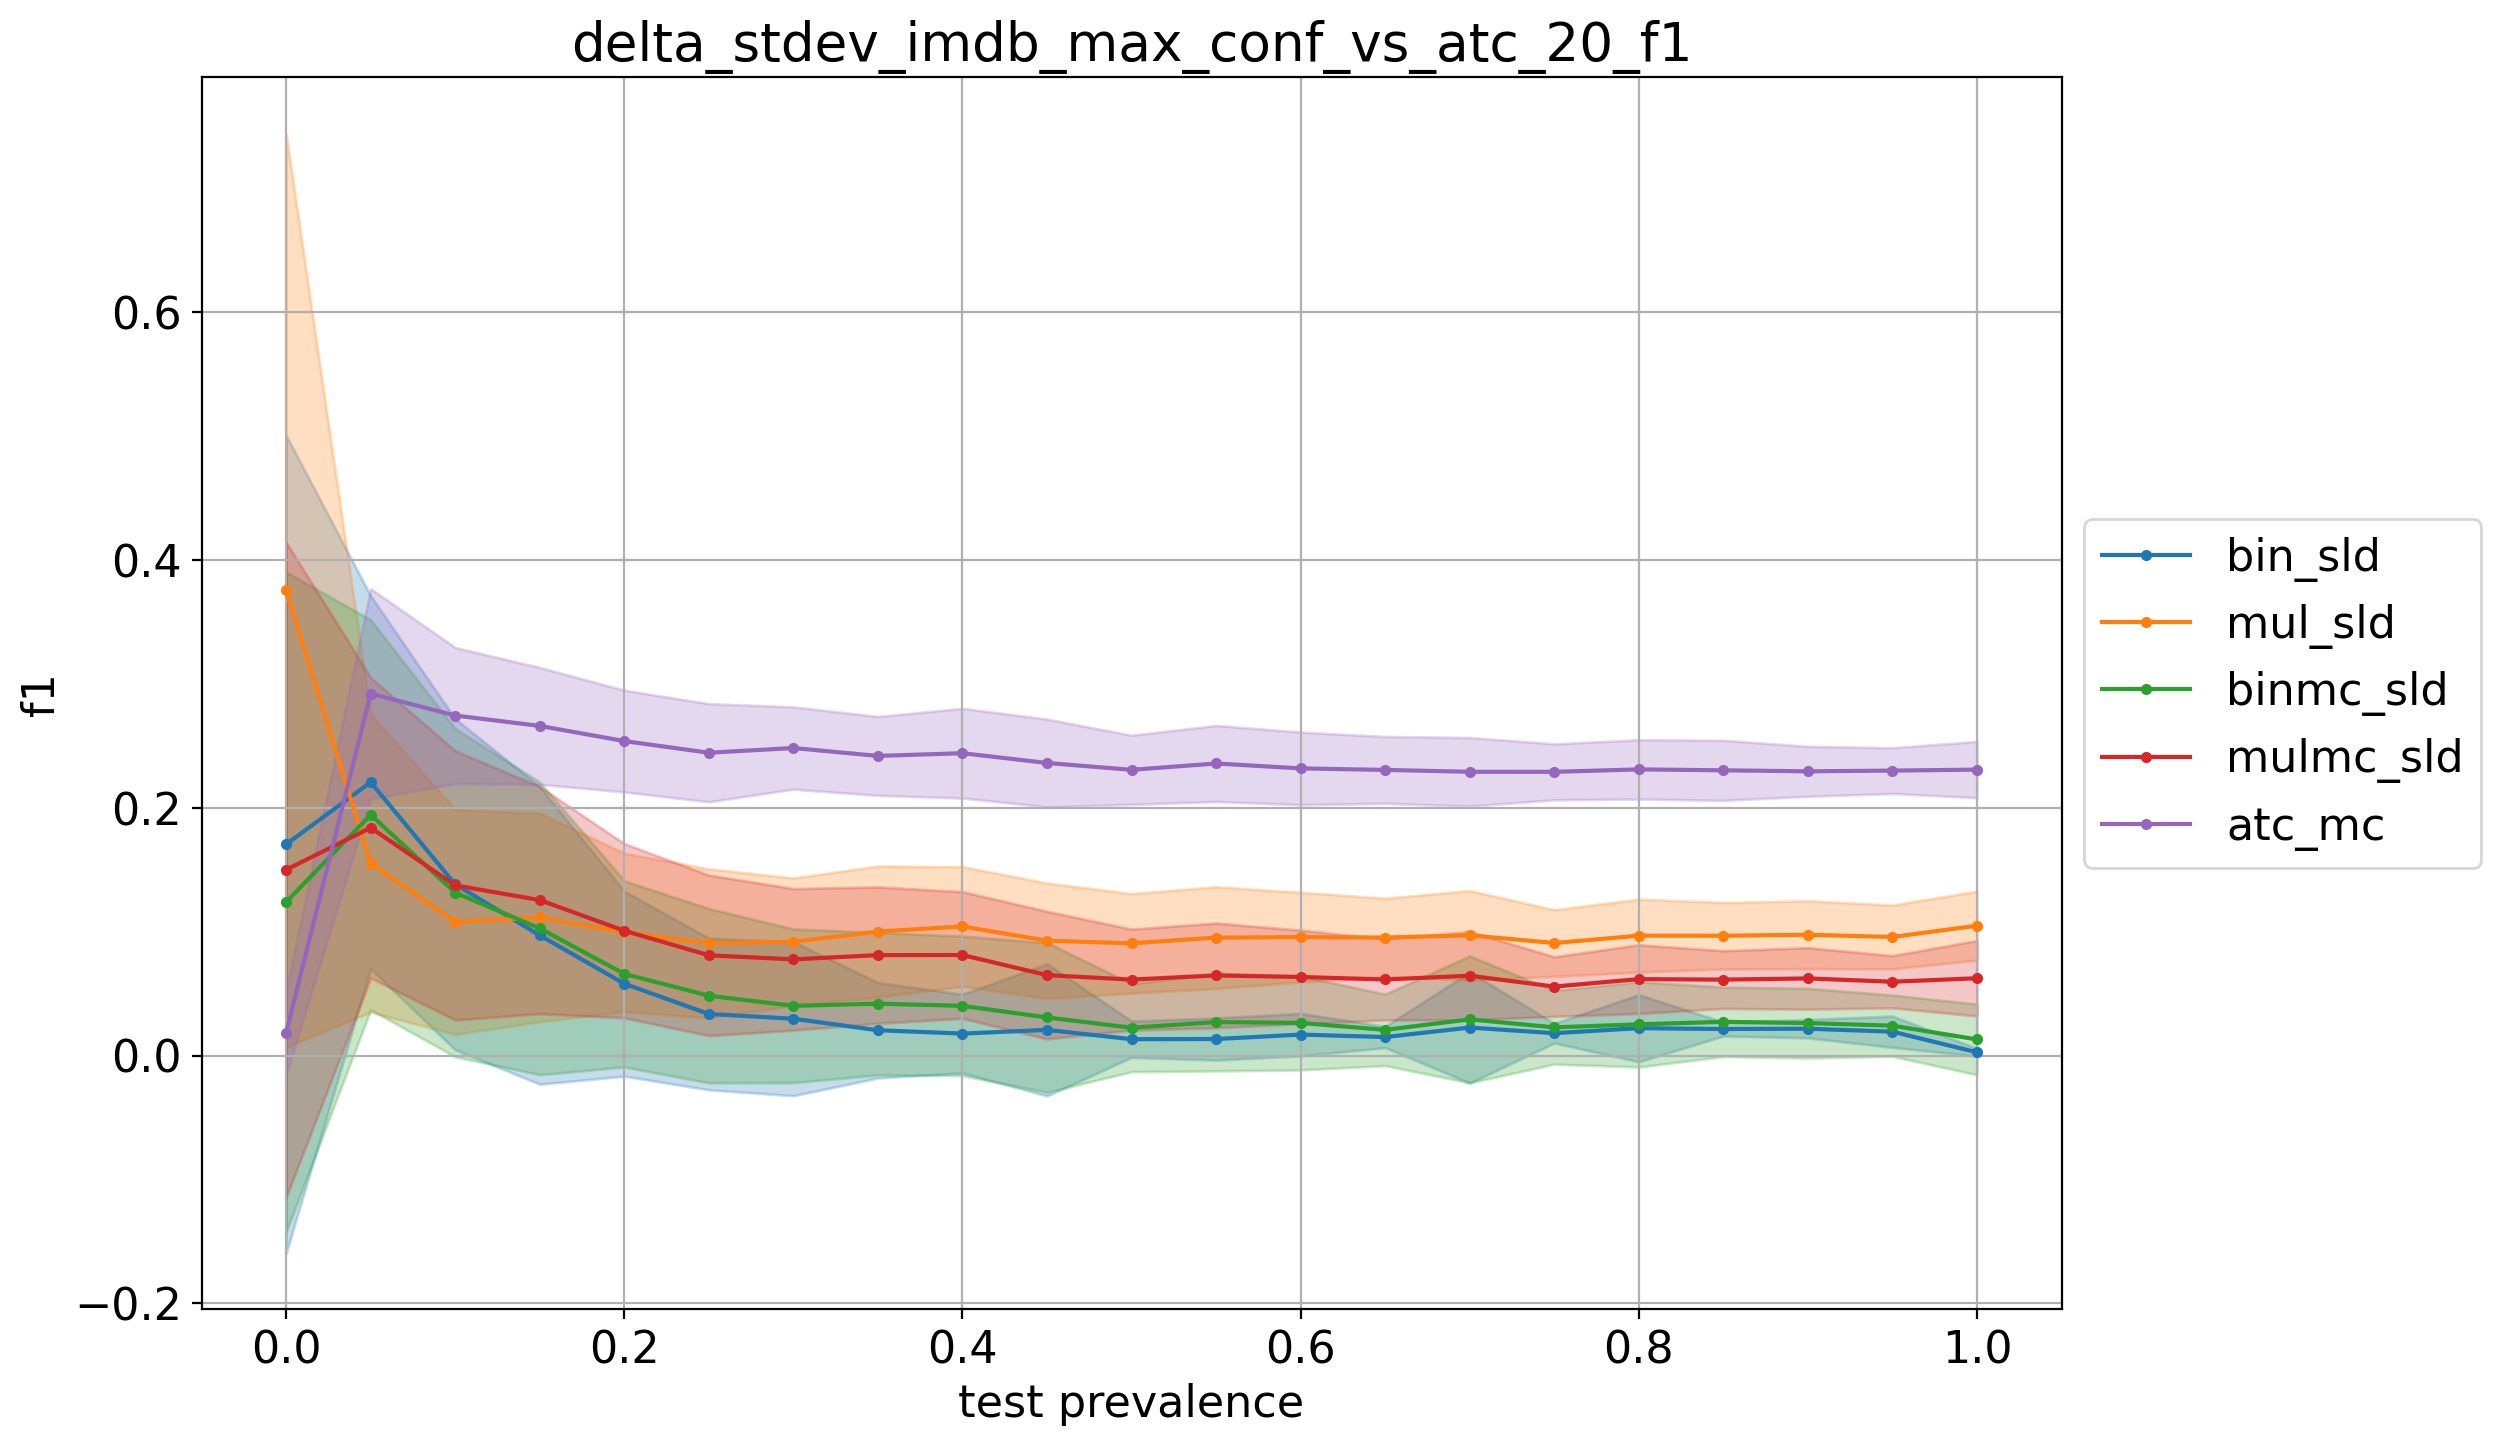 delta_stdev_imdb_max_conf_vs_atc_20_f1
f1
0.6
0.4
0.2
0.0
−0.2
0.0 0.2 0.4 0.6 0.8 1.0
test prevalence
bin_sld
mul_sld
binmc_sld
mulmc_sld
atc_mc